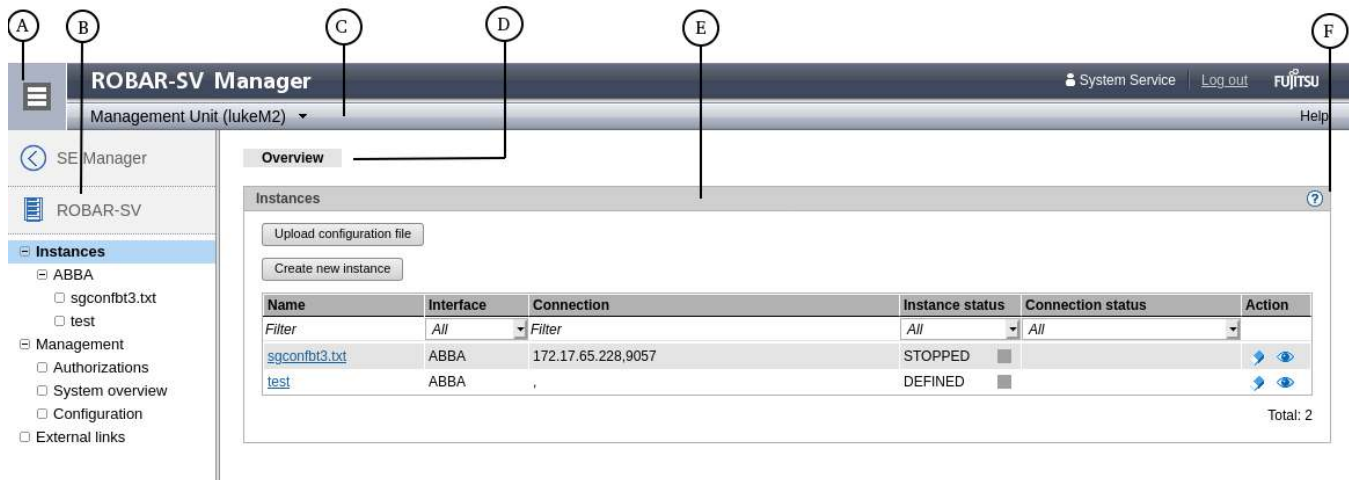 A B C D E F
ROBAR-SV Manager System Service Log out FUJITSU
Management Unit (lukeM2) Help
SE Manager
Overview
ROBAR-SV
Instances
Upload configuration file
Create new instance
Instances
ABBA
sgconfbt3.txt
test
Management
Authorizations
System overview
Configuration
External links
Name Interface Connection Instance status Connection status Action
Filter All Filter All All
sgconfbt3.txt ABBA 172.17.65.228,9057 STOPPED
test ABBA , DEFINED
Total: 2